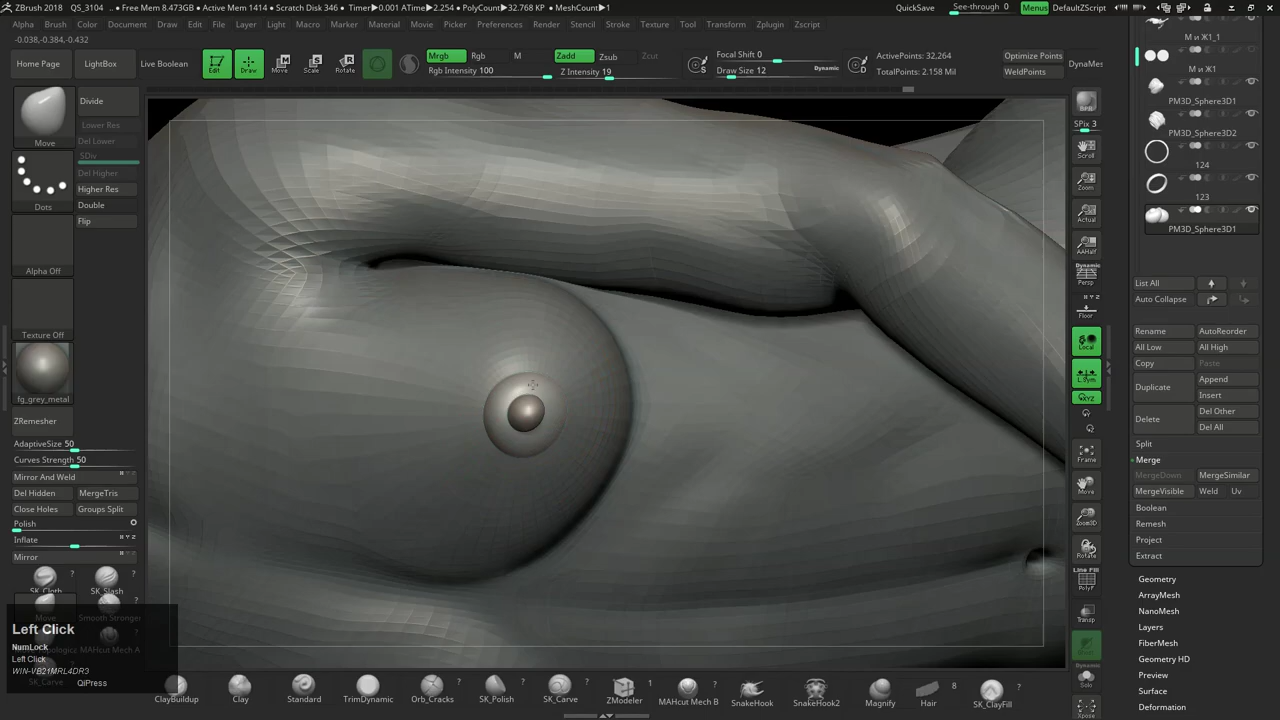 ZBrush 2018
QS_3104
.. • Free Mem 8.473GB • Active Mem 1414 • Scratch Disk 346 • Timer▶0.001 ATime▶2.254 • PolyCount▶32.768 KP • MeshCount▶1
QuickSave
See-through 0
Menus
DefaultZScript
Alpha
Brush
Color
Document
Draw
Edit
File
Layer
Light
Macro
Marker
Material
Movie
Picker
Preferences
Render
Stencil
Stroke
Texture
Tool
Transform
Zplugin
Zscript
-0.038,-0.384,-0.432
Home Page
LightBox
Live Boolean
Edit
Draw
Move
Scale
Rotate
Mrgb
Rgb
M
Rgb Intensity 100
Zadd
Zsub
Zcut
Z Intensity 19
Focal Shift 0
Draw Size 12
Dynamic
ActivePoints: 32,264
TotalPoints: 2.158 Mil
Optimize Points
WeldPoints
DynaMes
Move
Divide
Lower Res
Del Lower
SDiv
Del Higher
Higher Res
Double
Flip
Dots
Alpha Off
Texture Off
fg_grey_metal
ZRemesher
AdaptiveSize 50
Curves Strength 50
Mirror And Weld
Del Hidden
MergeTris
Close Holes
Groups Split
Polish
Inflate
Mirror
SK_Cloth
SK_Slash
Move
Smooth Stronger
MAHcut Mech A
SK_Carve
Left Click
NumLock
Left Click
WIN-VB21MRL4DR3
QiPress
ClayBuildup
Clay
Standard
TrimDynamic
Orb_Cracks
SK_Polish
SK_Carve
ZModeler
MAHcut Mech B
SnakeHook
SnakeHook2
Magnify
Hair
8
SK_ClayFill
BPR
SPix 3
Scroll
Zoom
Actual
AAHalf
Dynamic
Persp
Floor
Local
L.Sym
XYZ
Frame
Move
Zoom3D
Rotate
Line Fill
PolyF
Transp
Dynamic
Solo
Xpose
М и Ж1_1
М и Ж1
PM3D_Sphere3D1
PM3D_Sphere3D2
124
123
PM3D_Sphere3D1
List All
Auto Collapse
Rename
AutoReorder
All Low
All High
Copy
Paste
Duplicate
Append
Insert
Delete
Del Other
Del All
Split
Merge
MergeDown
MergeSimilar
MergeVisible
Weld
Uv
Boolean
Remesh
Project
Extract
Geometry
ArrayMesh
NanoMesh
Layers
FiberMesh
Geometry HD
Preview
Surface
Deformation